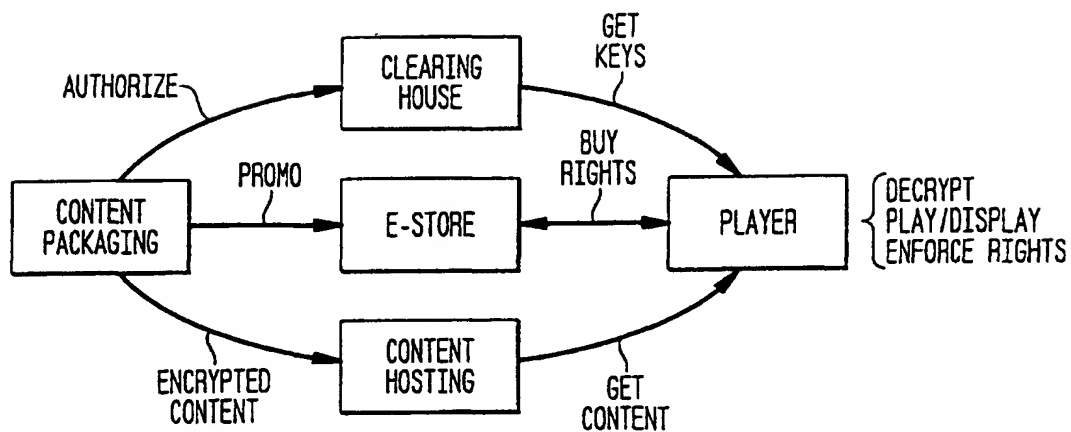 GET
KEYS
CLEARING
HOUSE
AUTHORIZE
BUY
RIGHTS
PROMO
CONTENT
PACKAGING
E-STORE
PLAYER
DECRYPT
PLAY/DISPLAY
ENFORCE RIGHTS
CONTENT
HOSTING
ENCRYPTED
CONTENT
GET
CONTENT